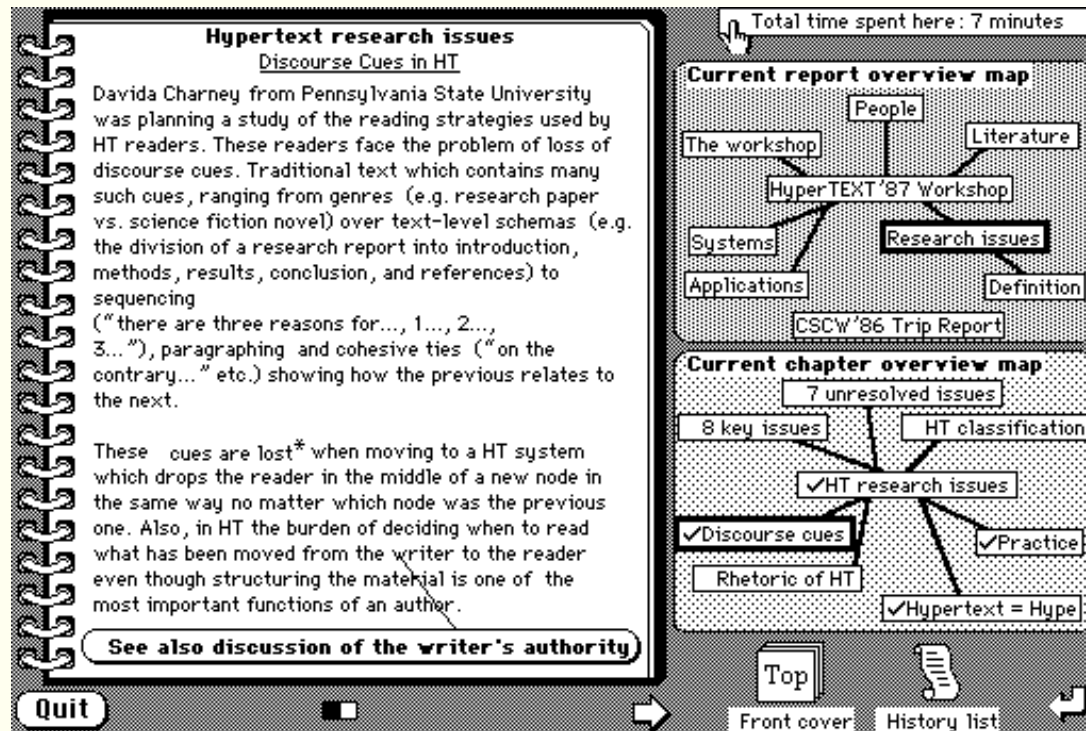 Hypertext research issues
Discourse Cues in HT
Davida Charney from Pennsylvania State University
was planning a study of the reading strategies used by
HT readers. These readers face the problem of loss of
discourse cues. Traditional text which contains many
such cues, ranging from genres (e.g. research paper
vs. science fiction novel) over text-level schemas (e.g.
the division of a research report into introduction,
methods, results, conclusion, and references) to
sequencing
("there are three reasons for..., 1..., 2...,
3..."), paragraphing and cohesive ties ("on the
contrary..." etc.) showing how the previous relates to
the next.
These cues are lost* when moving to a HT system
which drops the reader in the middle of a new node in
the same way no matter which node was the previous
one. Also, in HT the burden of deciding when to read
what has been moved from the writer to the reader
even though structuring the material is one of the
most important functions of an author.
See also discussion of the writer's authority
Quit
Total time spent here : 7 minutes
Current report overview map
People
The workshop
Literature
HyperTEXT'87 Workshop
Systems
Research issues
Applications
Definition
CSCW'86 Trip Report
Current chapter overview map
7 unresolved issues
8 key issues
HT classification
✓HT research issues
✓Discourse cues
✓Practice
Rhetoric of HT
✓Hypertext = Hype
Top
Front cover
History list